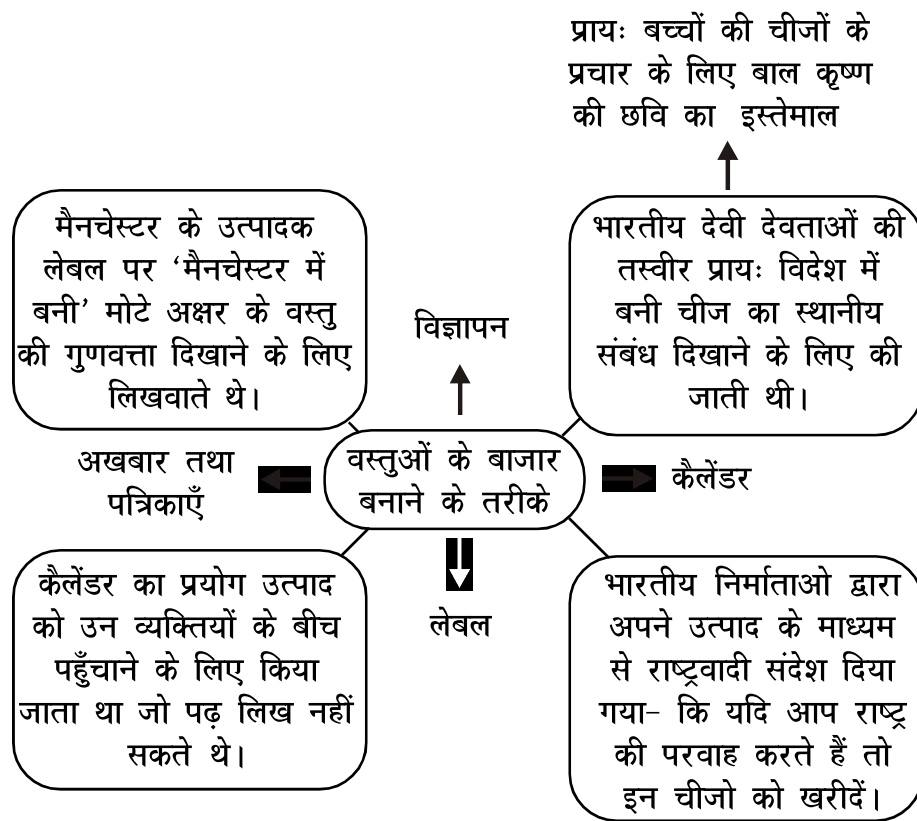 प्रायः बच्चों की चीजों के
प्रचार के लिए बाल कृष्ण
की छवि का इस्तेमाल
मैनचेस्टर के उत्पादक
लेबल पर ‘मैनचेस्टर में
बनी’ मोटे अक्षर के वस्तु
की गुणवत्ता दिखाने के लिए
लिखवाते थे।
भारतीय देवी देवताओं की
तस्वीर प्रायः विदेश में
बनी चीज का स्थानीय
संबंध दिखाने के लिए की
जाती थी।
विज्ञापन
अखबार तथा
पत्रिकाएँ
वस्तुओं के बाजार
बनाने के तरीके
कैलेंडर
लेबल
कैलेंडर का प्रयोग उत्पाद
को उन व्यक्तियों के बीच
पहुँचाने के लिए किया
जाता था जो पढ़ लिख नहीं
सकते थे।
भारतीय निर्माताओ द्वारा
अपने उत्पाद के माध्यम
से राष्ट्रवादी संदेश दिया
गया– कि यदि आप राष्ट्र
की परवाह करते हैं तो
इन चीजो को खरीदें।